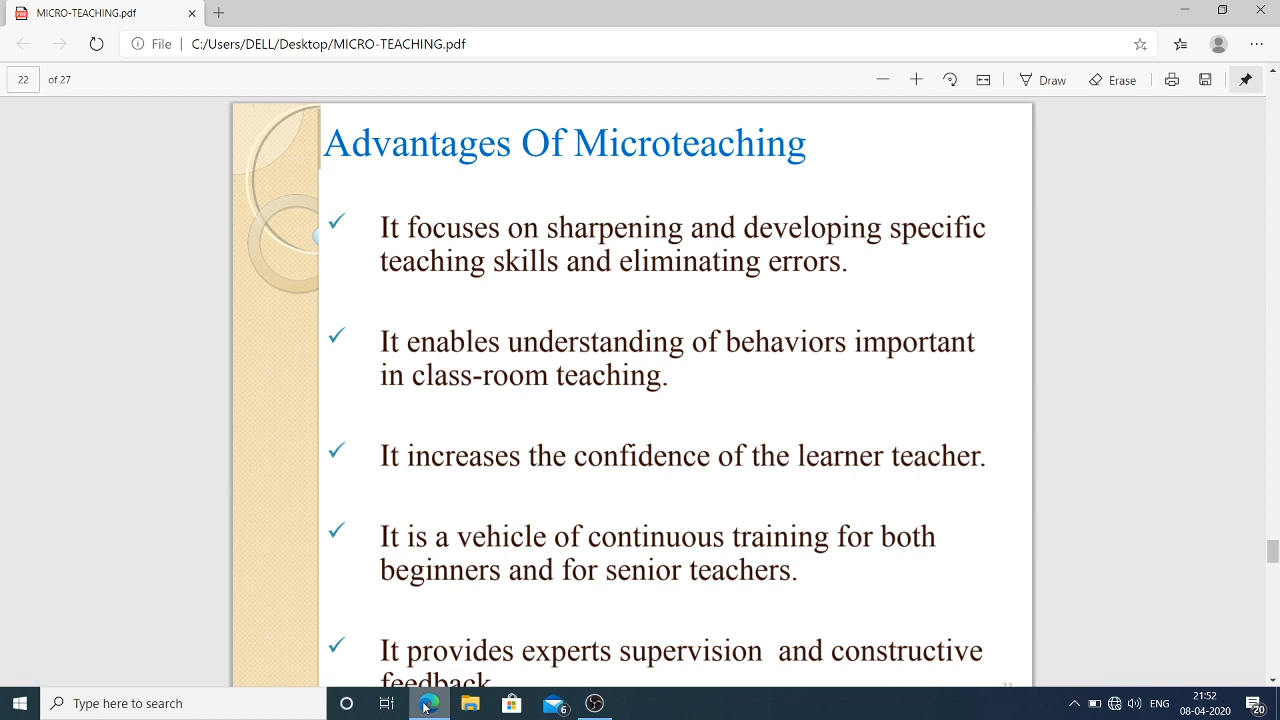 MICRO-TEACHING.pdf
File | C:/Users/DELL/Desktop/MICRO-TEACHING.pdf
22 of 27 Draw Erase
Advantages Of Microteaching
It focuses on sharpening and developing specific
teaching skills and eliminating errors.
It enables understanding of behaviors important
in class-room teaching.
It increases the confidence of the learner teacher.
It is a vehicle of continuous training for both
beginners and for senior teachers.
It provides experts supervision and constructive
feedback
Type here to search
6
ENG
21:52
08-04-2020
20